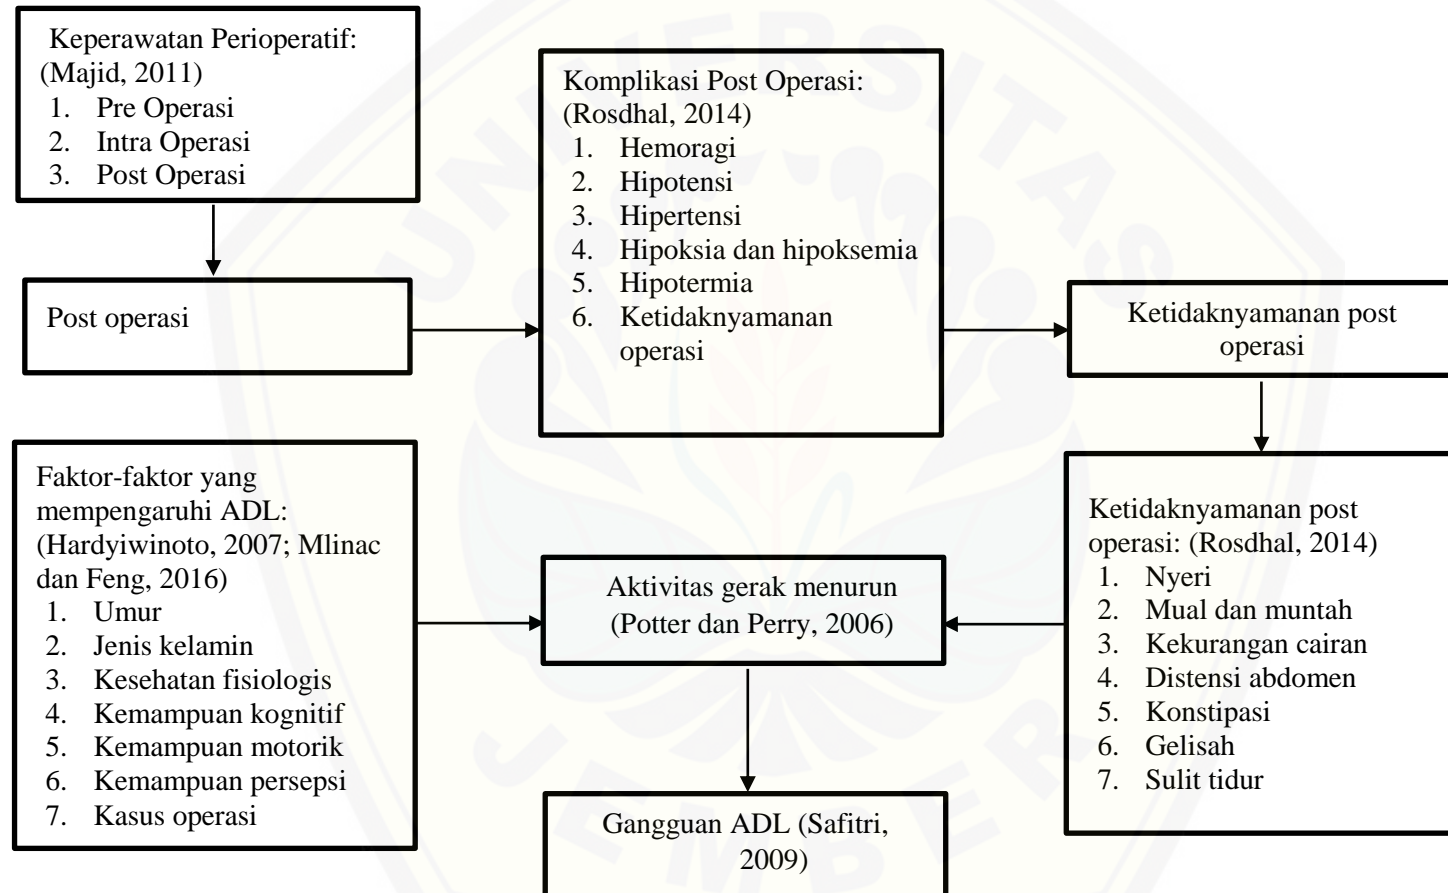 Keperawatan Perioperatif:
(Majid, 2011)
1. Pre Operasi
2. Intra Operasi
3. Post Operasi
Komplikasi Post Operasi:
(Rosdhal, 2014)
1. Hemoragi
2. Hipotensi
3. Hipertensi
4. Hipoksia dan hipoksemia
5. Hipotermia
6. Ketidaknyamanan
operasi
Post operasi
Ketidaknyamanan post
operasi
Faktor-faktor yang
mempengaruhi ADL:
(Hardyiwinoto, 2007; Mlinac
dan Feng, 2016)
1. Umur
2. Jenis kelamin
3. Kesehatan fisiologis
4. Kemampuan kognitif
5. Kemampuan motorik
6. Kemampuan persepsi
7. Kasus operasi
Aktivitas gerak menurun
(Potter dan Perry, 2006)
Ketidaknyamanan post
operasi: (Rosdhal, 2014)
1. Nyeri
2. Mual dan muntah
3. Kekurangan cairan
4. Distensi abdomen
5. Konstipasi
6. Gelisah
7. Sulit tidur
Gangguan ADL (Safitri,
2009)
UNIVERSITAS
JEMBER